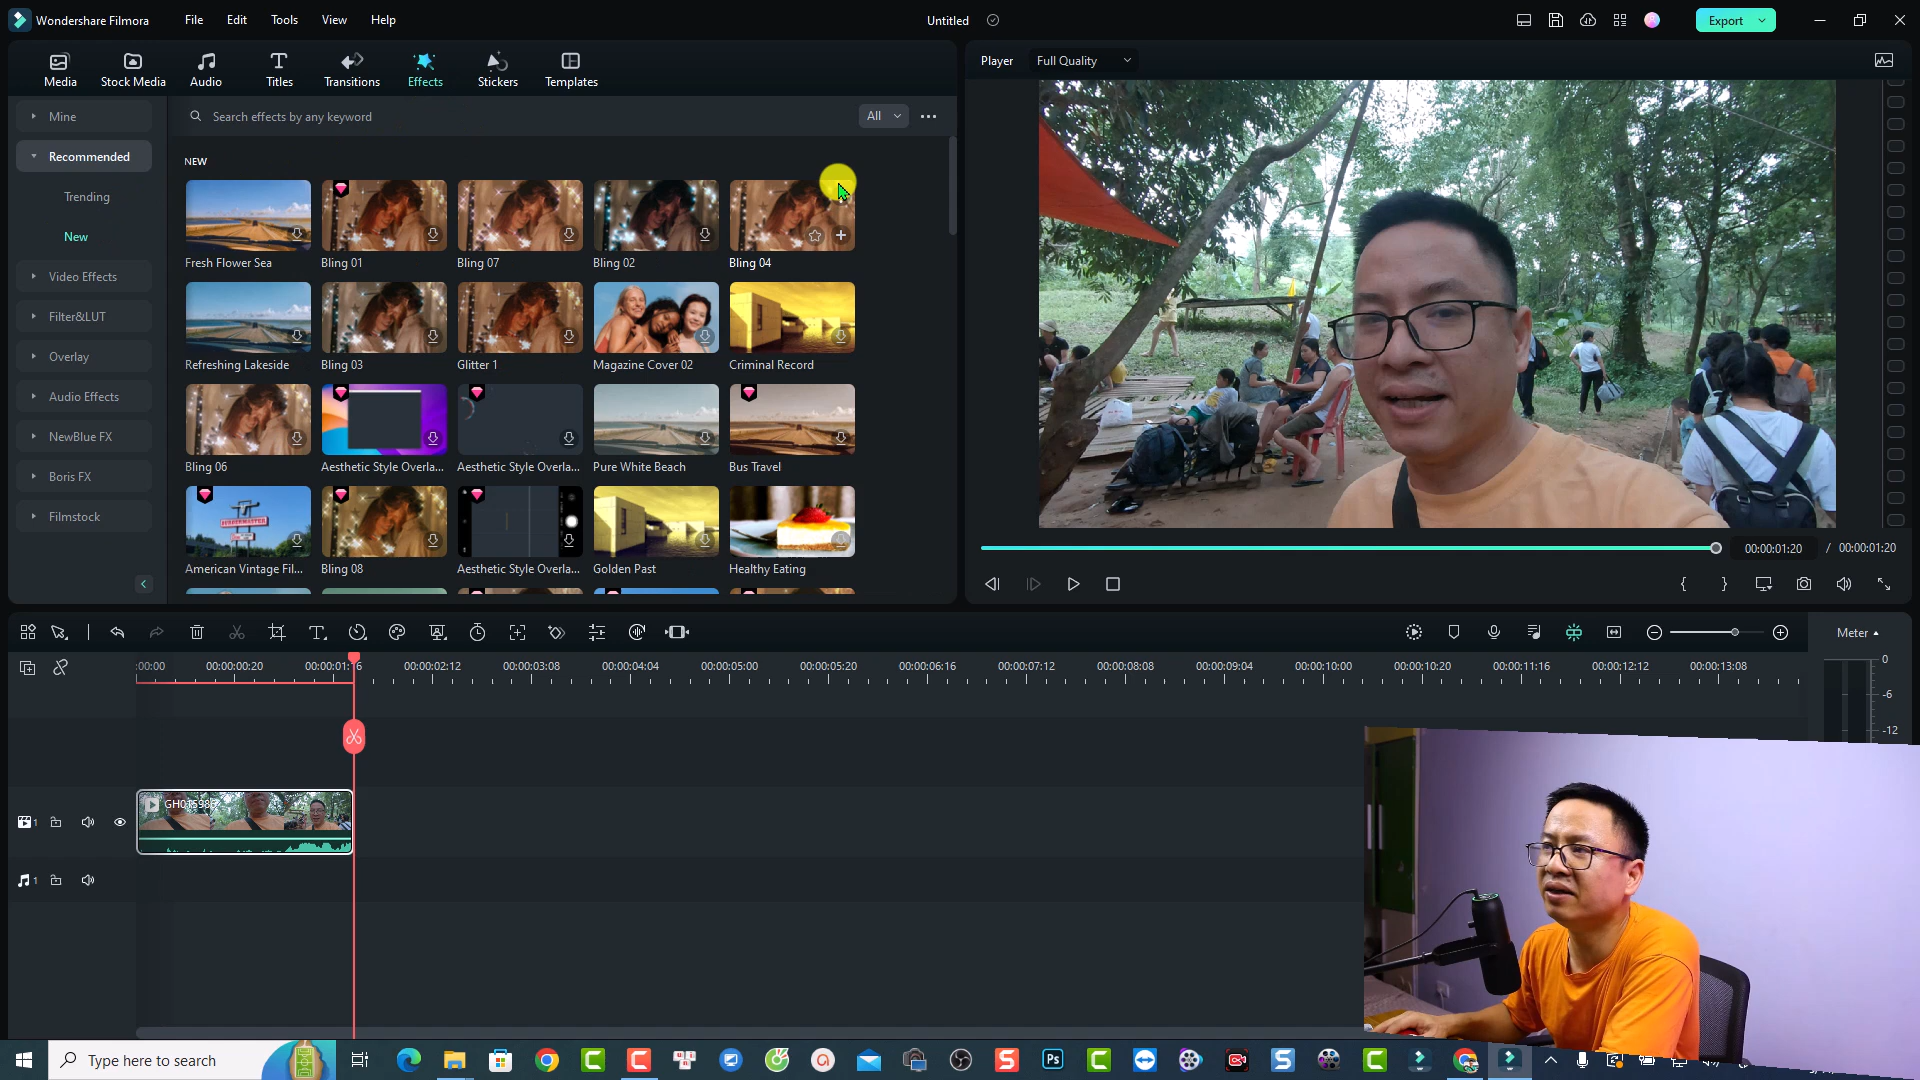 Wondershare Filmora
File
Edit
Tools
View
Help
Untitled
Export
Media
Stock Media
Audio
Titles
Transitions
Effects
Stickers
Templates
Player
Full Quality
Mine
Recommended
Trending
New
Video Effects
Filter&LUT
Overlay
Audio Effects
NewBlue FX
Boris FX
Filmstock
Search effects by any keyword
All
NEW
Fresh Flower Sea
Bling 01
Bling 07
Bling 02
Bling 04
Refreshing Lakeside
Bling 03
Glitter 1
Magazine Cover 02
Criminal Record
Bling 06
Aesthetic Style Overla...
Aesthetic Style Overla...
Pure White Beach
Bus Travel
American Vintage Fil...
Bling 08
Aesthetic Style Overla...
Golden Past
Healthy Eating
00:00:01:20 / 00:00:01:20
Meter
:00:00 00:00:00:20 00:00:01:16 00:00:02:12 00:00:03:08 00:00:04:04 00:00:05:00 00:00:05:20 00:00:06:16 00:00:07:12 00:00:08:08 00:00:09:04 00:00:10:00 00:00:10:20 00:00:11:16 00:00:12:12 00:00:13:08
0
-6
-12
1
1
Type here to search
Ps